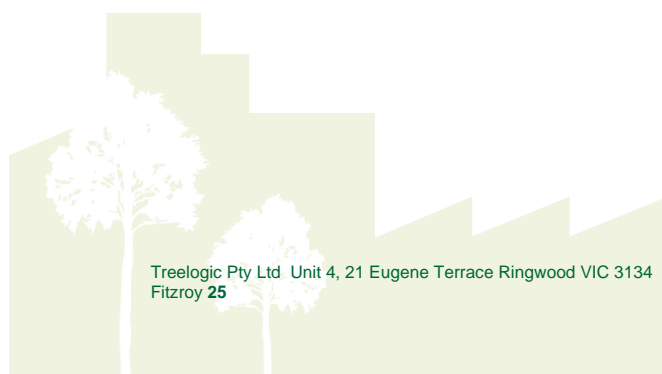 Treelogic Pty Ltd Unit 4, 21 Eugene Terrace Ringwood VIC 3134
Fitzroy 25